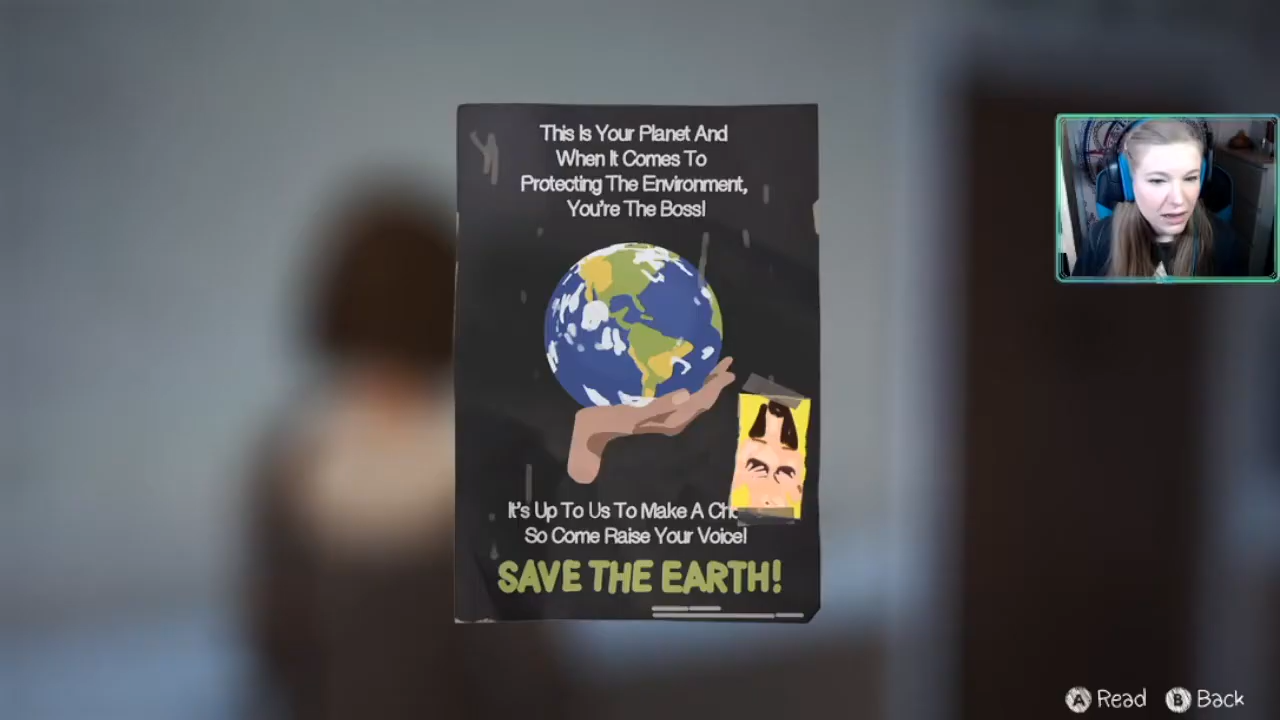 This Is Your Planet And
When It Comes To
Protecting The Environment,
You're The Boss!
It's Up To Us To Make A
So Come Raise Your Voice!
SAVE THE EARTH!
A Read B Back